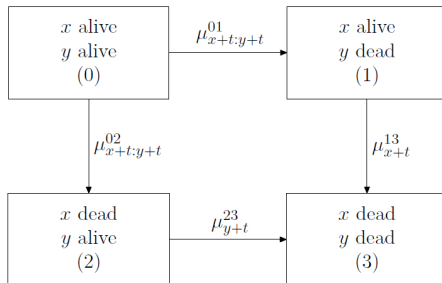 x alive
y alive
(0)
μ^{01}_{x+t:y+t}
x alive
y dead
(1)
μ^{02}_{x+t:y+t}
μ^{13}_{x+t}
x dead
y alive
(2)
μ^{23}_{y+t}
x dead
y dead
(3)